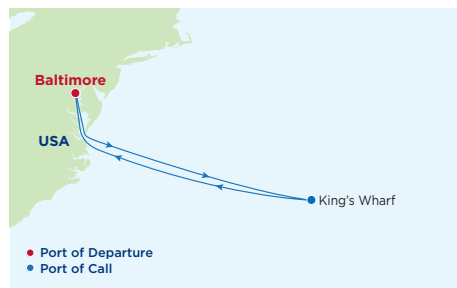 Baltimore
USA
King's Wharf
Port of Departure
Port of Call